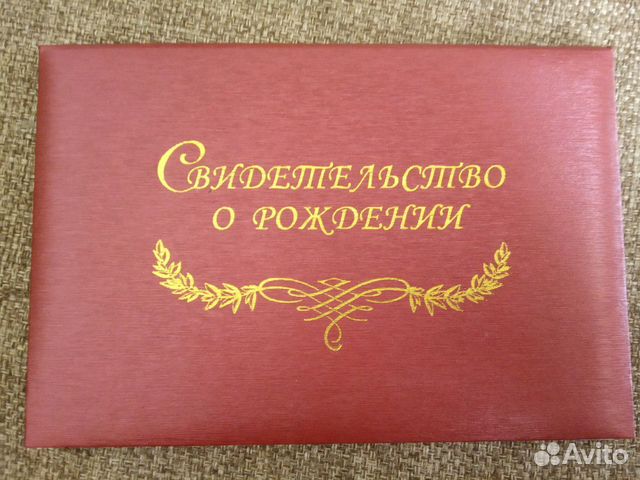 Свидетельство
о рождении
Avito